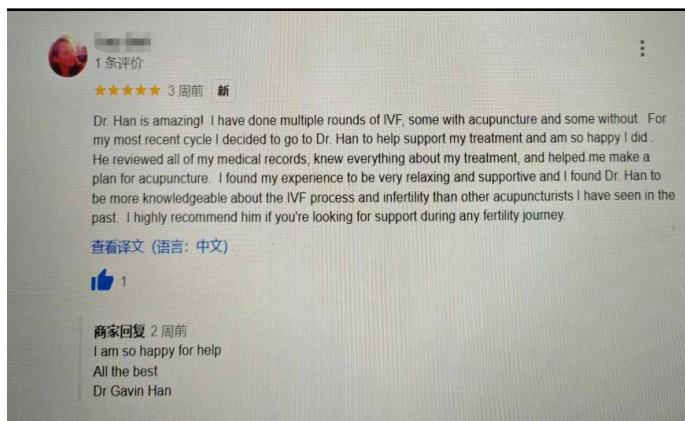 1 条评价
3 周前 新
Dr. Han is amazing! I have done multiple rounds of IVF, some with acupuncture and some without. For
my most recent cycle I decided to go to Dr. Han to help support my treatment and am so happy I did .
He reviewed all of my medical records, knew everything about my treatment, and helped me make a
plan for acupuncture. I found my experience to be very relaxing and supportive and I found Dr. Han to
be more knowledgeable about the IVF process and infertility than other acupuncturists I have seen in the
past. I highly recommend him if you're looking for support during any fertility journey.
查看译文（语言：中文）
1
商家回复 2 周前
I am so happy for help
All the best
Dr Gavin Han